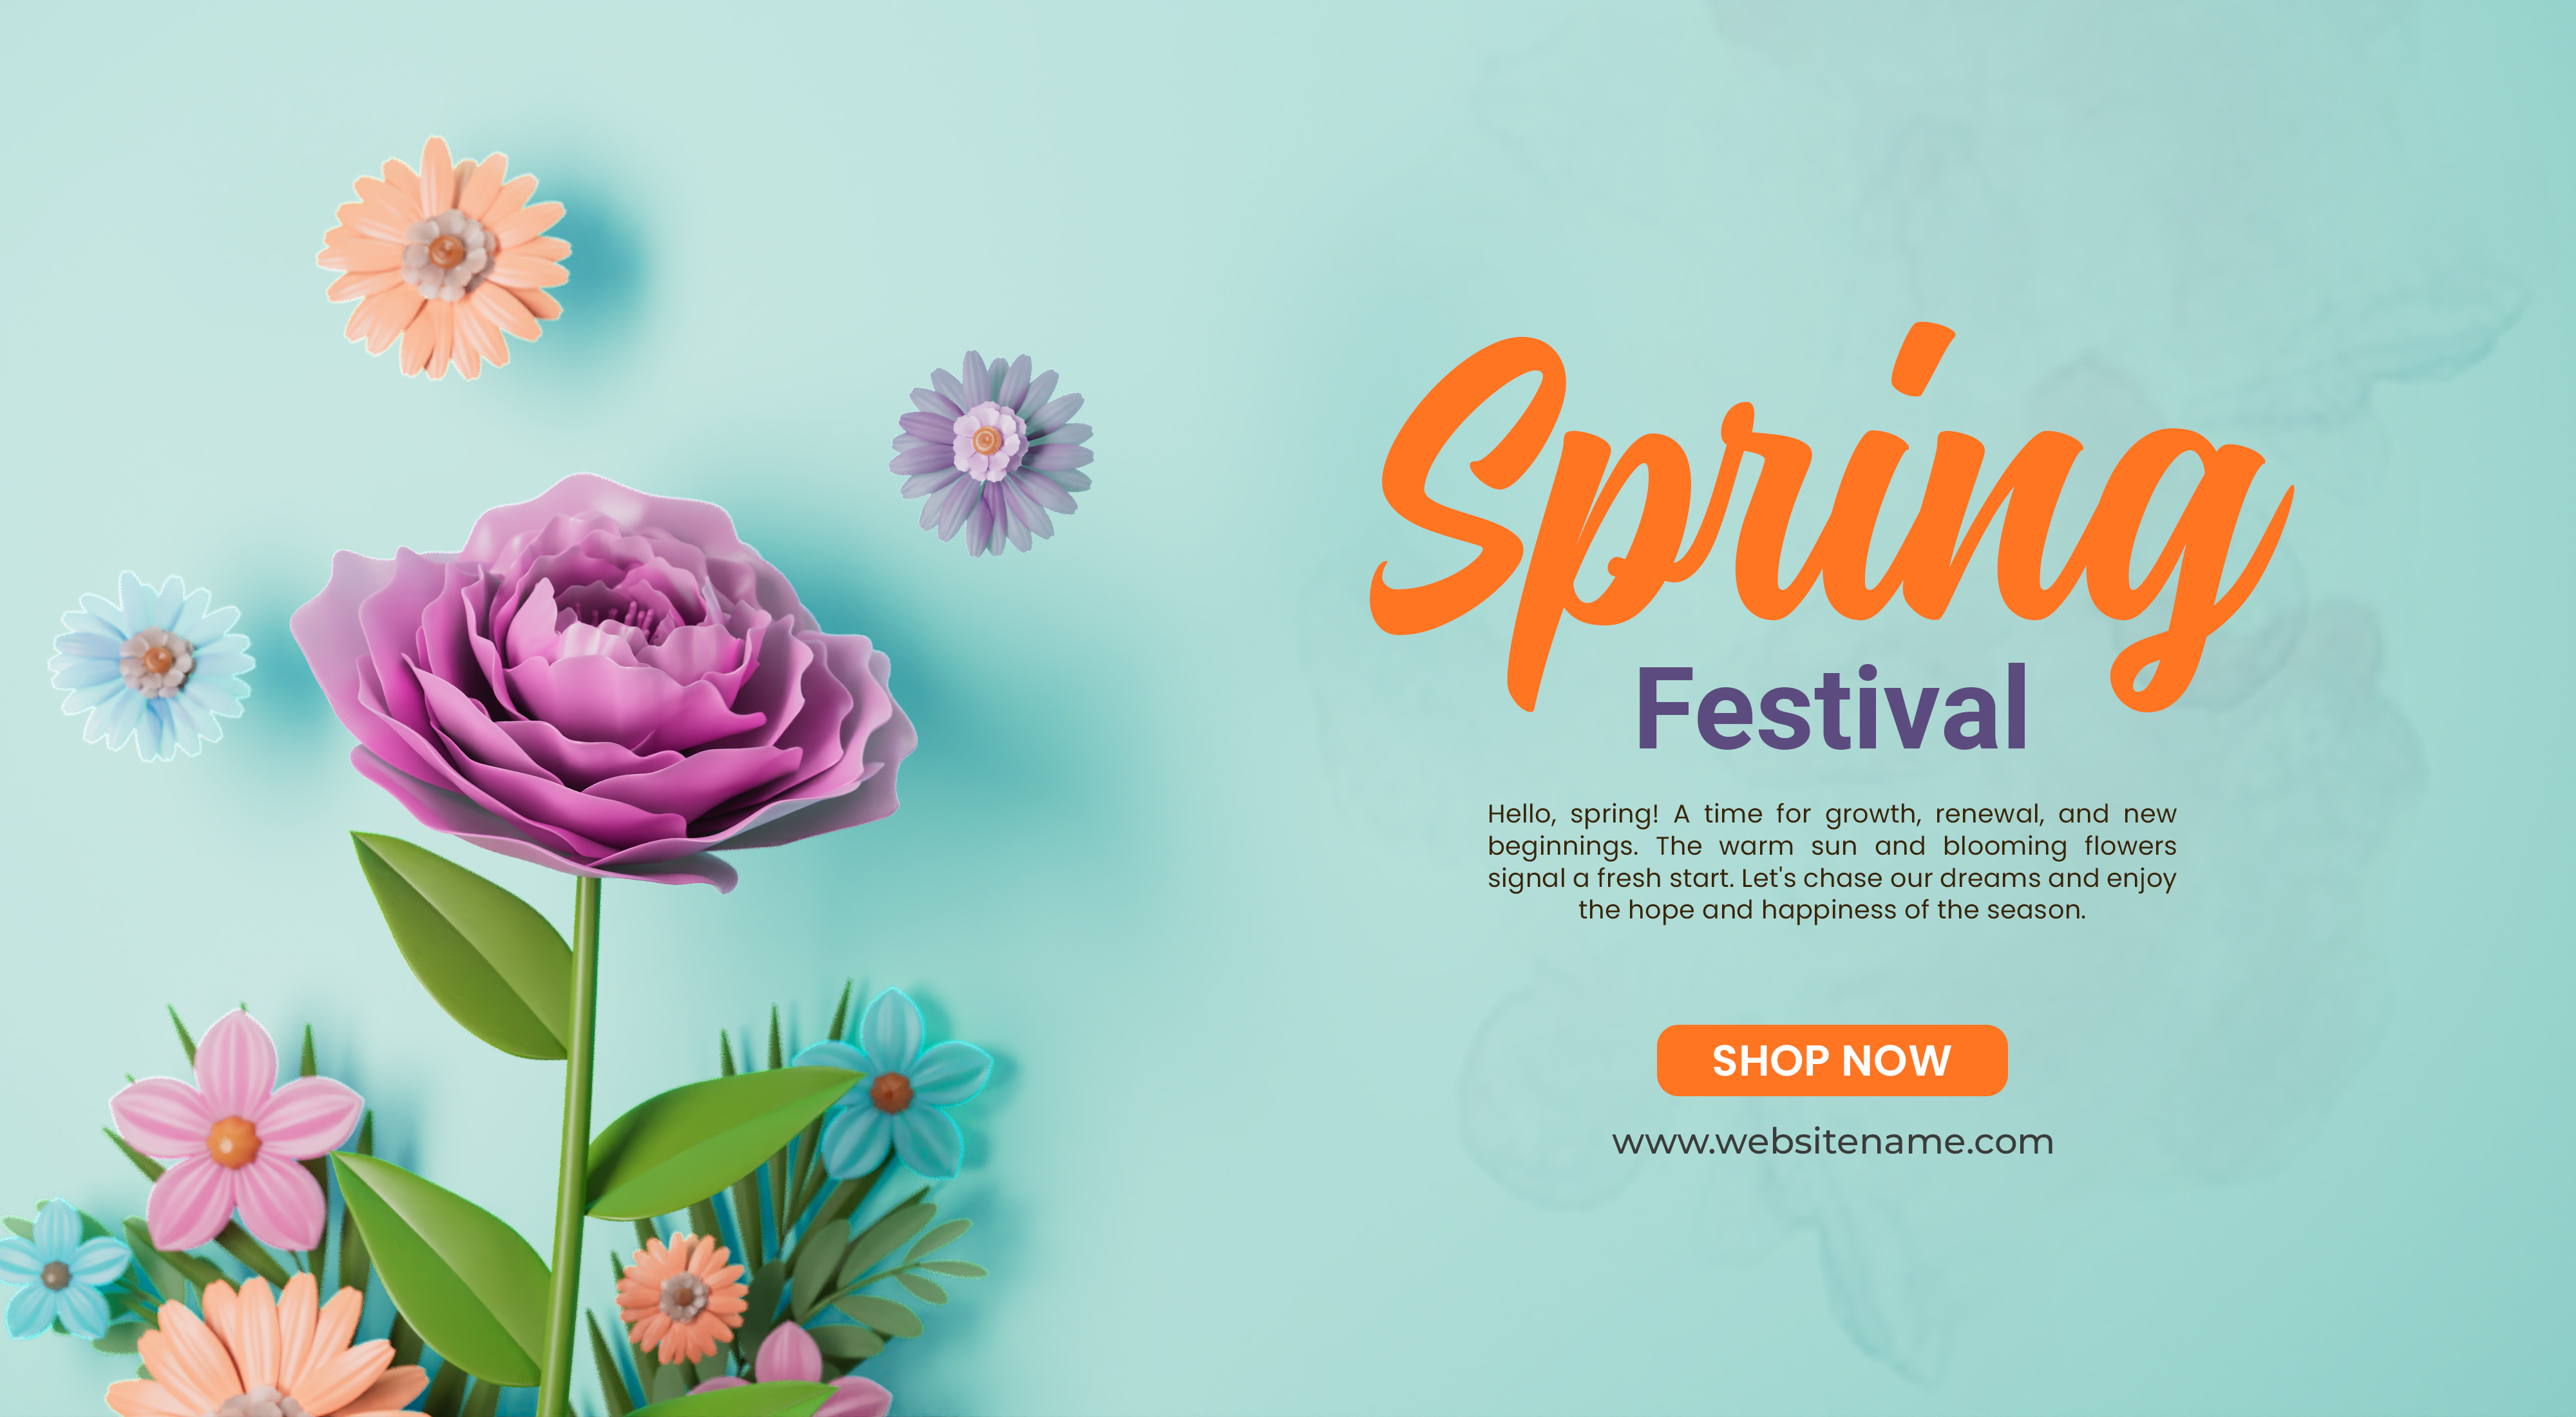 Spring
Festival
Hello, spring! A time for growth, renewal, and new
beginnings. The warm sun and blooming flowers
signal a fresh start. Let's chase our dreams and enjoy
the hope and happiness of the season.
SHOP NOW
www.websitename.com